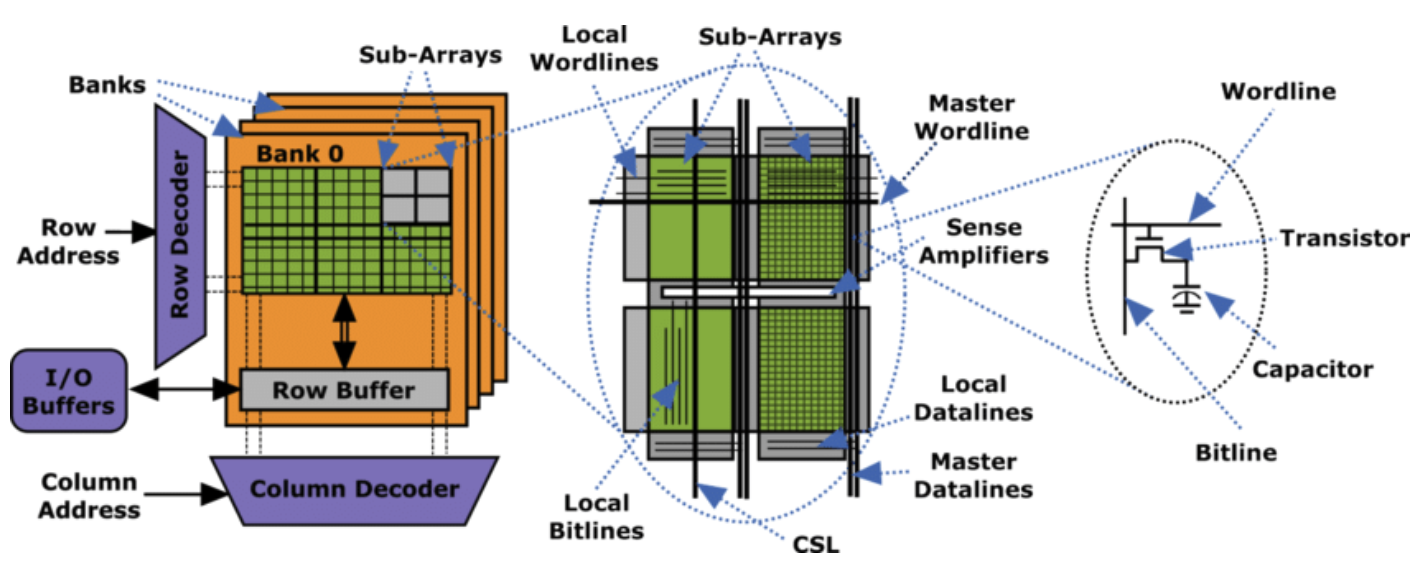 Banks
Sub-Arrays
Bank 0
Row Decoder
Row
Address
I/O
Buffers
Row Buffer
Column
Address
Column Decoder
Local
Wordlines
Sub-Arrays
Master
Wordline
Sense
Amplifiers
Local
Datalines
Master
Datalines
Local
Bitlines
CSL
Wordline
Transistor
Capacitor
Bitline